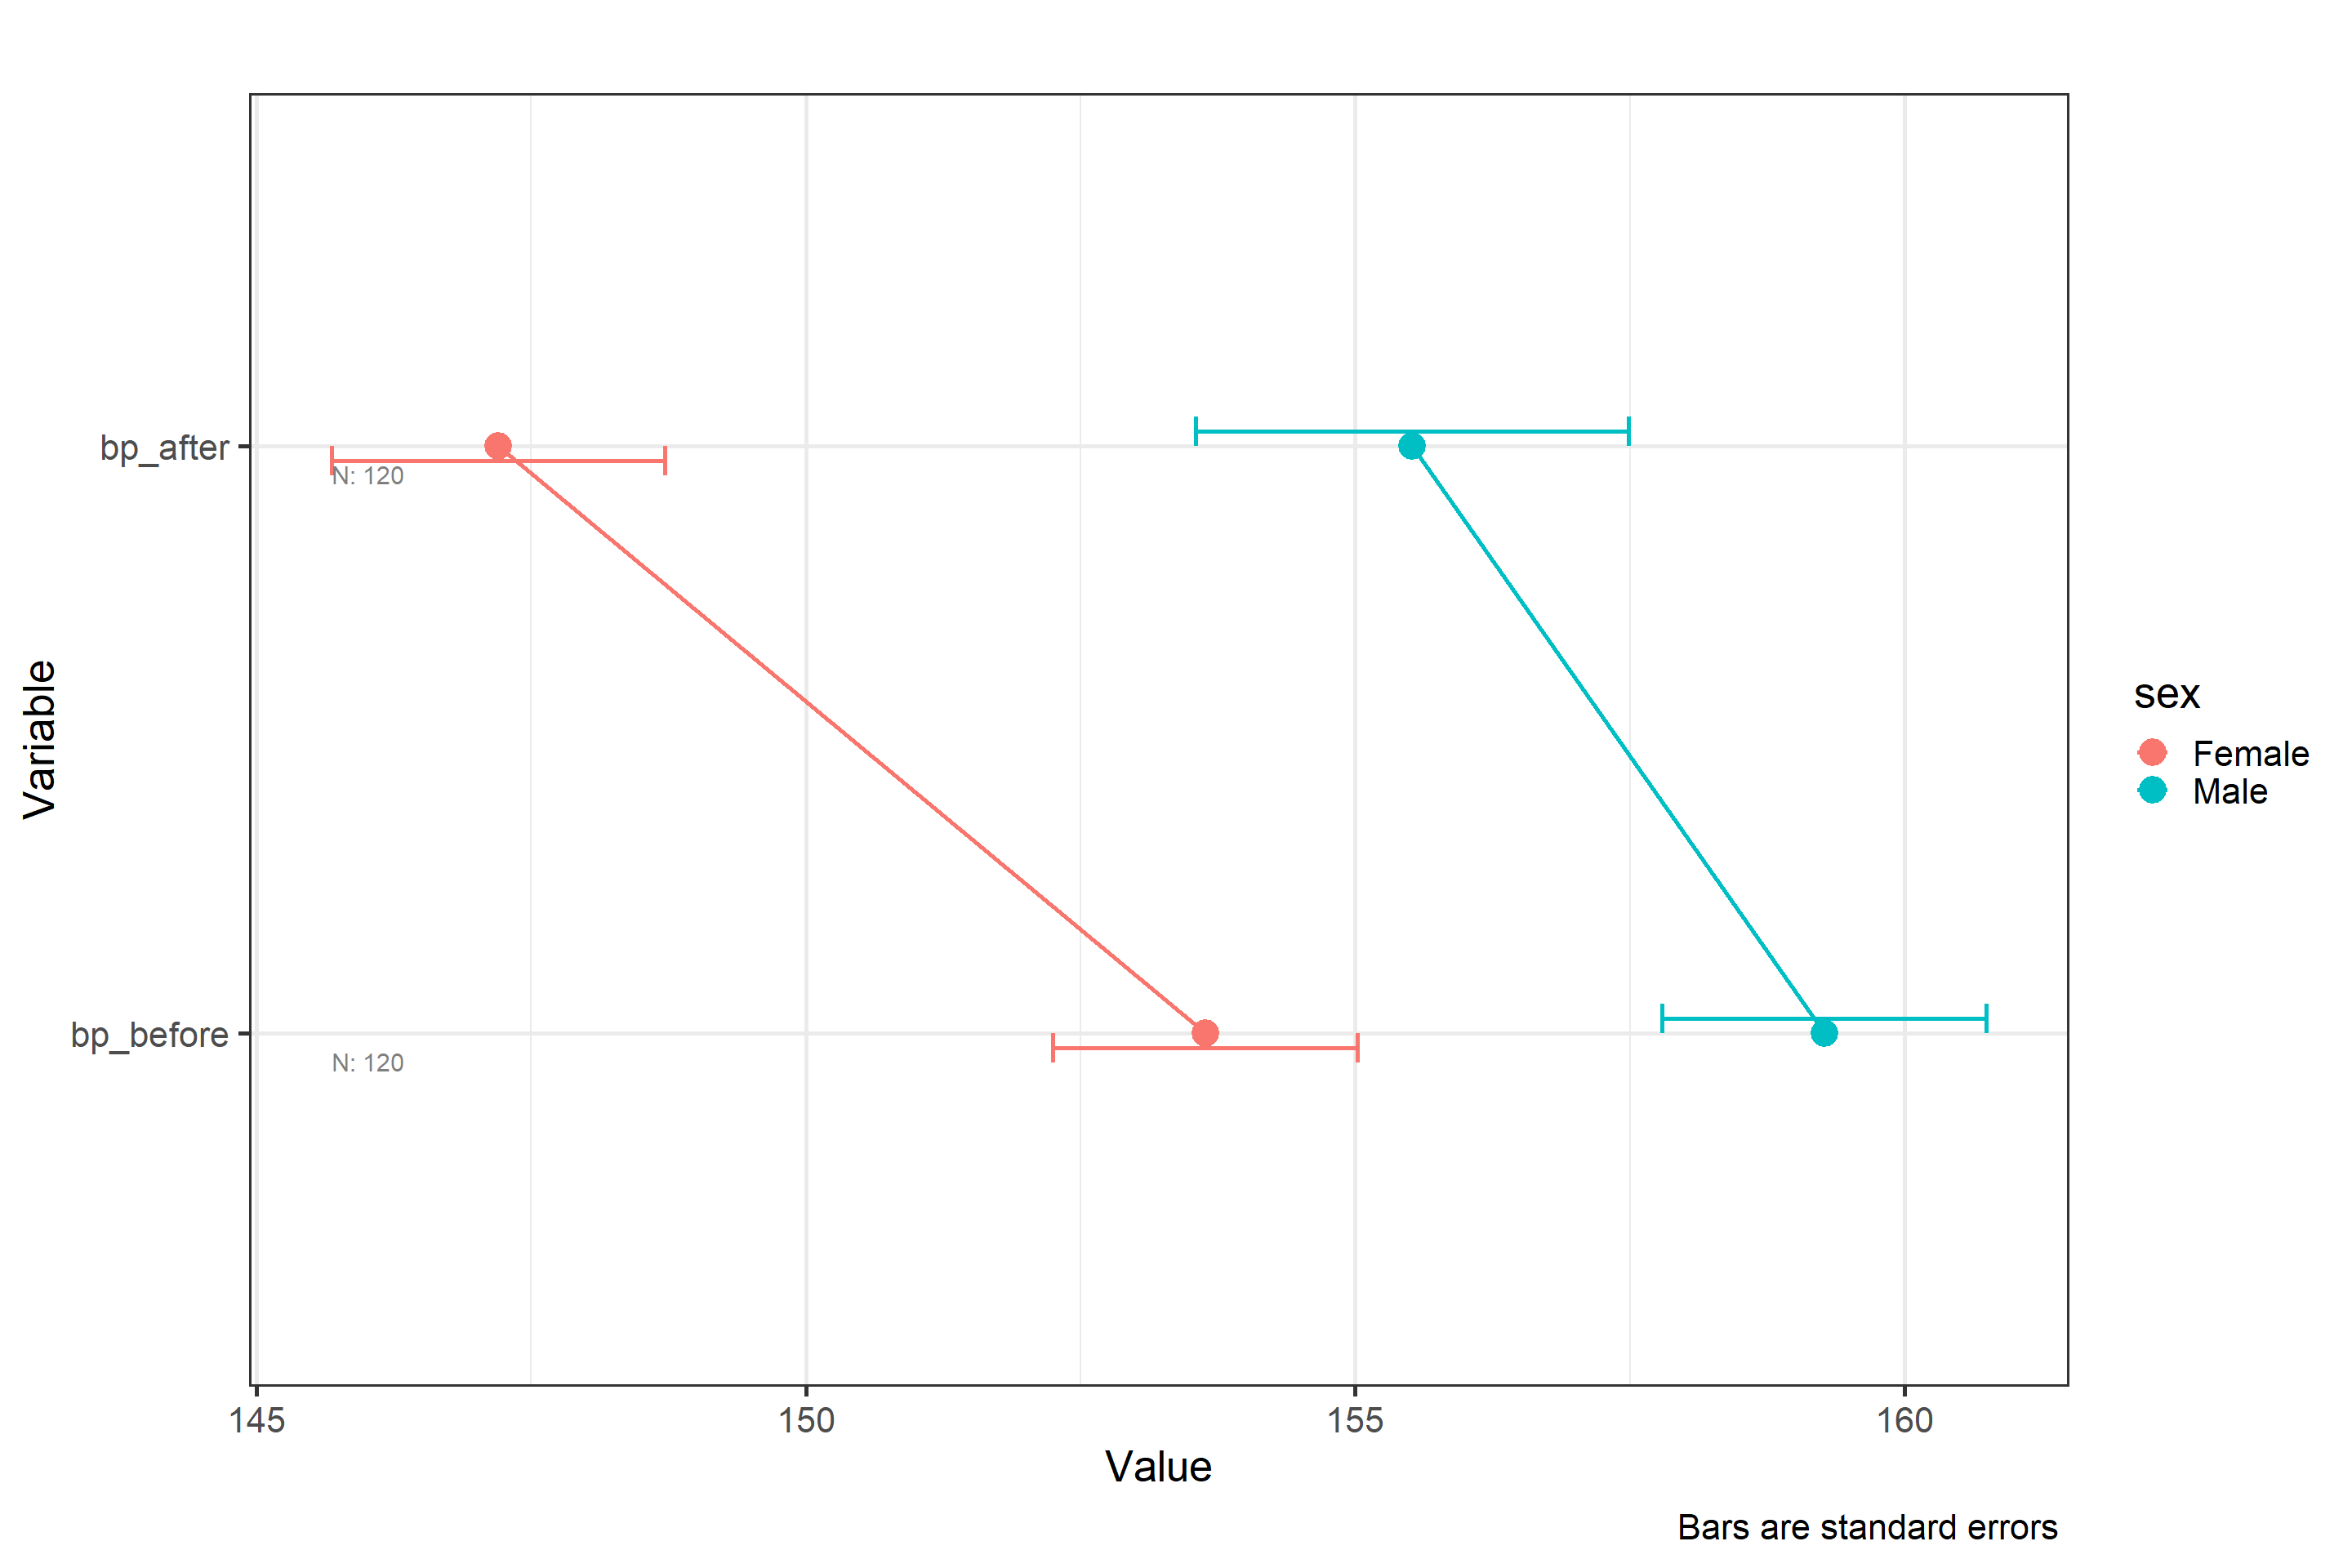 bp_after
N: 120
Variable
sex
Female
Male
bp_before
N: 120
145 150 155 160
Value
Bars are standard errors